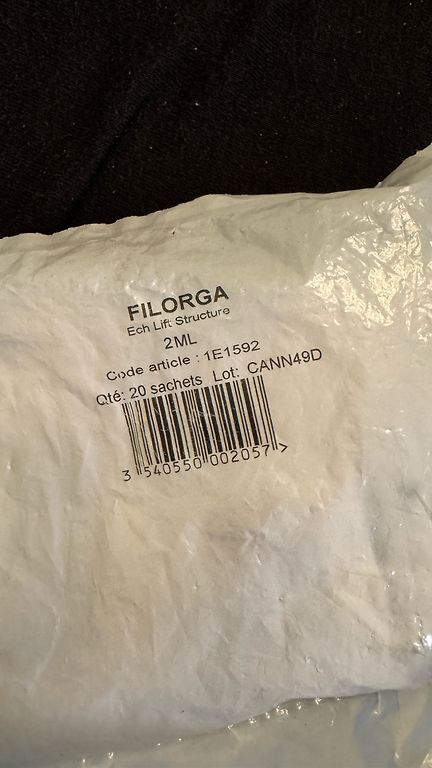 FILORGA
Ech Lift Structure
2ML
Code article : 1E1592
Qté: 20 sachets Lot: CANN49D
3 540550 002057 >